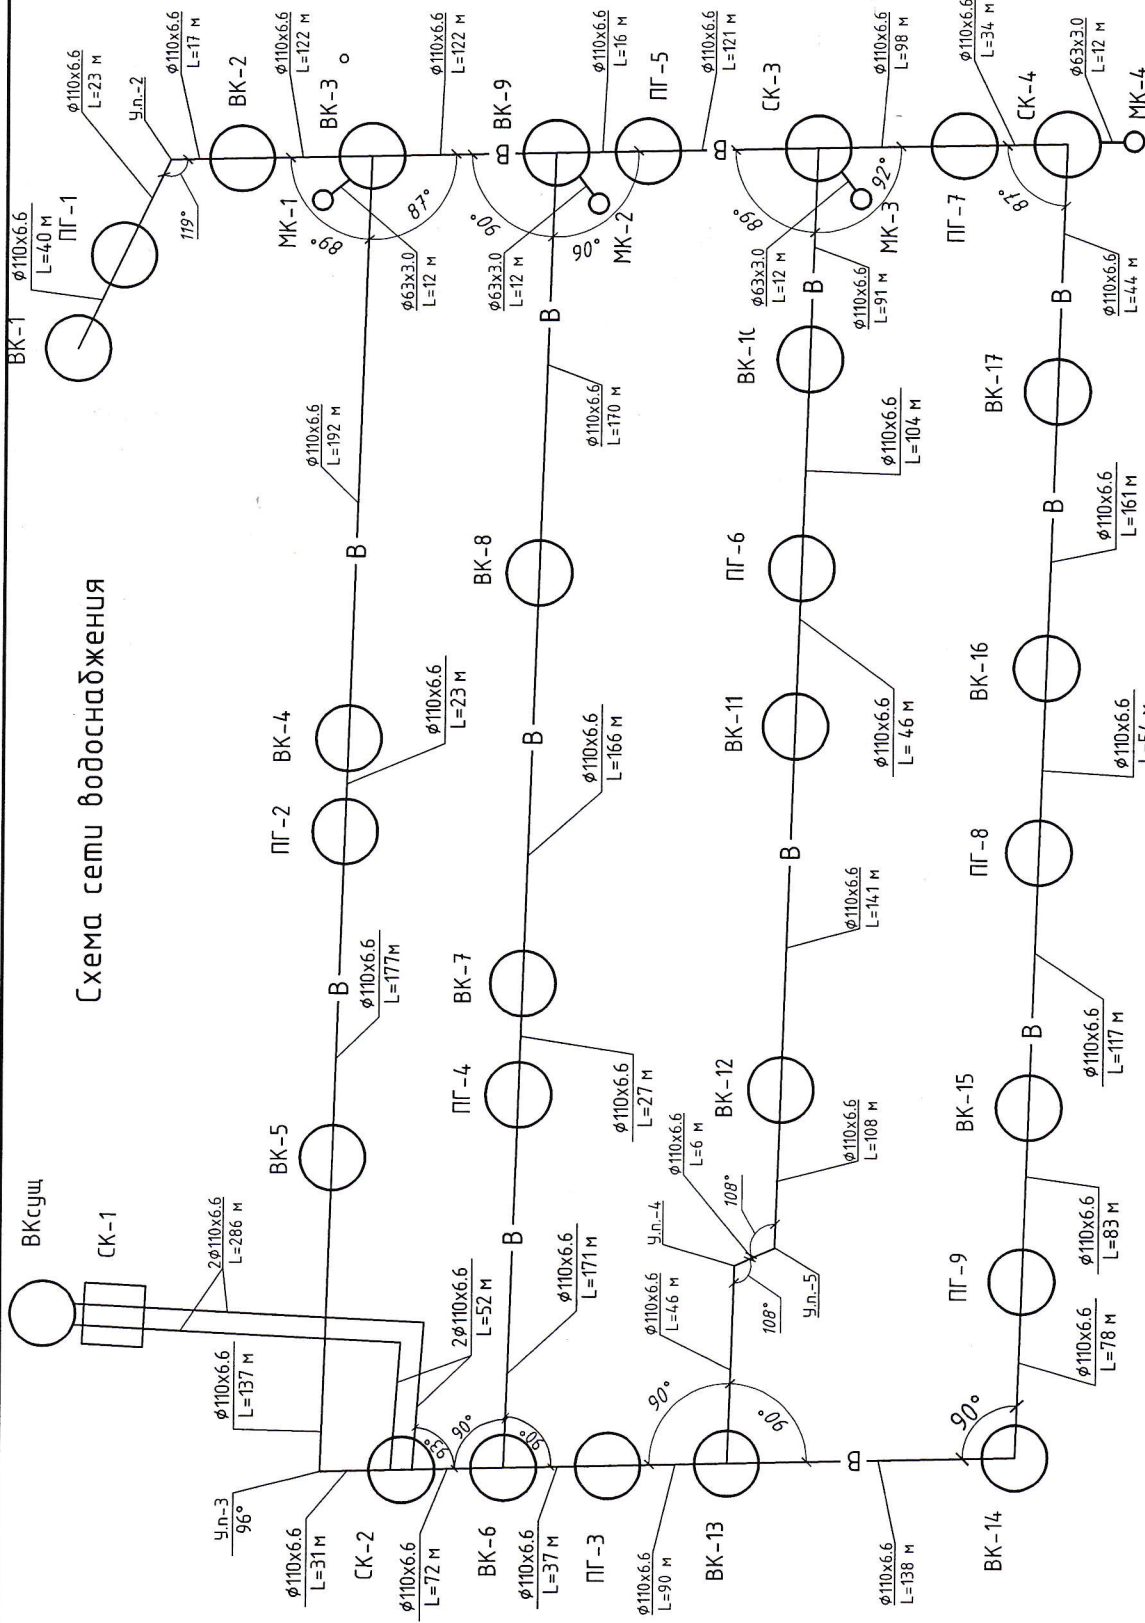 Схема сети водоснабжения
ВКсущ
СК-1
2ф110х6.6
L=286 м
ф110х6.6
L=137 м
2ф110х6.6
L=52 м
У.п.-3
96°
ф110х6.6
L=31 м
СК-2
93°
ф110х6.6
L=72 м
90°
ВК-6
90°
ф110х6.6
L=37 м
ПГ-3
ф110х6.6
L=90 м
90°
ВК-13
90°
В
ф110х6.6
L=138 м
ВК-14
90°
ВК-5
ф110х6.6
L=177м
В
ПГ-2
ф110х6.6
L=23 м
ВК-4
В
ф110х6.6
L=192 м
ВК-1
ф110х6.6
L=40 м
ПГ-1
ф110х6.6
L=23 м
У.п.-2
119°
ф110х6.6
L=17 м
ВК-2
ф110х6.6
L=122 м
ВК-3
МК-1
89°
87°
ф63х3.0
L=12 м
ф110х6.6
L=122 м
В
ф110х6.6
L=171 м
В
ПГ-4
ф110х6.6
L=27 м
ВК-7
ф110х6.6
L=166 м
В
ВК-8
ф110х6.6
L=170 м
В
ВК-9
90°
90°
МК-2
ф63х3.0
L=12 м
ф110х6.6
L=16 м
ПГ-5
ф110х6.6
L=121 м
В
ф110х6.6
L=46 м
У.п.-4
108°
ф110х6.6
L=6 м
108°
У.п.-5
ф110х6.6
L=108 м
ВК-12
ф110х6.6
L=141 м
В
ВК-11
ф110х6.6
L= 46 м
ПГ-6
ф110х6.6
L=104 м
ВК-10
В
ф110х6.6
L=91 м
ф63х3.0
L=12 м
СК-3
89°
92°
МК-3
ф110х6.6
L=98 м
ПГ-7
ф110х6.6
L=34 м
СК-4
87°
ф63х3.0
L=12 м
МК-4
ф110х6.6
L=78 м
ПГ-9
ф110х6.6
L=83 м
ВК-15
В
ф110х6.6
L=117 м
ПГ-8
ф110х6.6
ВК-16
ф110х6.6
L=161 м
В
ВК-17
В
ф110х6.6
L=44 м